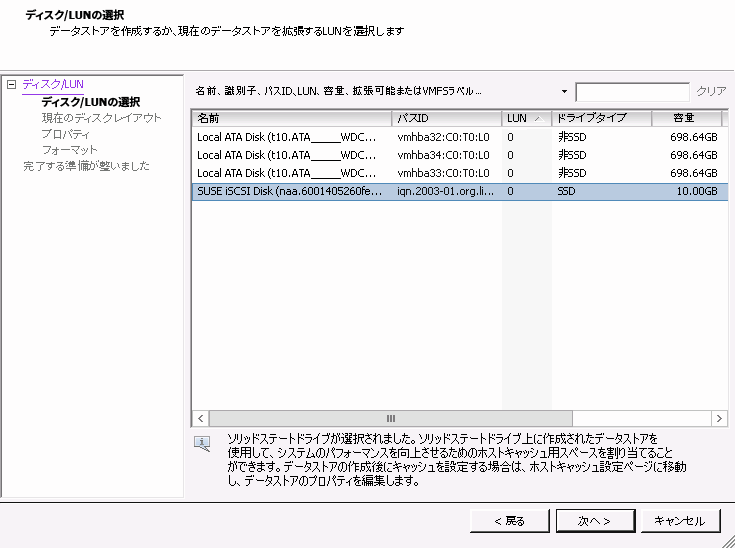 ディスク/LUNの選択
データストアを作成するか、現在のデータストアを拡張するLUNを選択します
ディスク/LUN
ディスク/LUNの選択
現在のディスクレイアウト
プロパティ
フォーマット
完了する準備が整いました
名前、識別子、パスID、LUN、容量、拡張可能またはVMFSラベル... クリア
名前 パスID LUN ドライブタイプ 容量
Local ATA Disk (t10.ATA_____WDC... vmhba32:C0:T0:L0 0 非SSD 698.64GB
Local ATA Disk (t10.ATA_____WDC... vmhba34:C0:T0:L0 0 非SSD 698.64GB
Local ATA Disk (t10.ATA_____WDC... vmhba33:C0:T0:L0 0 非SSD 698.64GB
SUSE iSCSI Disk (naa.6001405260fe... iqn.2003-01.org.li... 0 SSD 10.00GB
ソリッドステートドライブが選択されました。ソリッドステートドライブ上に作成されたデータストアを
使用して、システムのパフォーマンスを向上させるためのホストキャッシュ用スペースを割り当てること
ができます。データストアの作成後にキャッシュを設定する場合は、ホストキャッシュ設定ページに移動
し、データストアのプロパティを編集します。
< 戻る 次へ > キャンセル